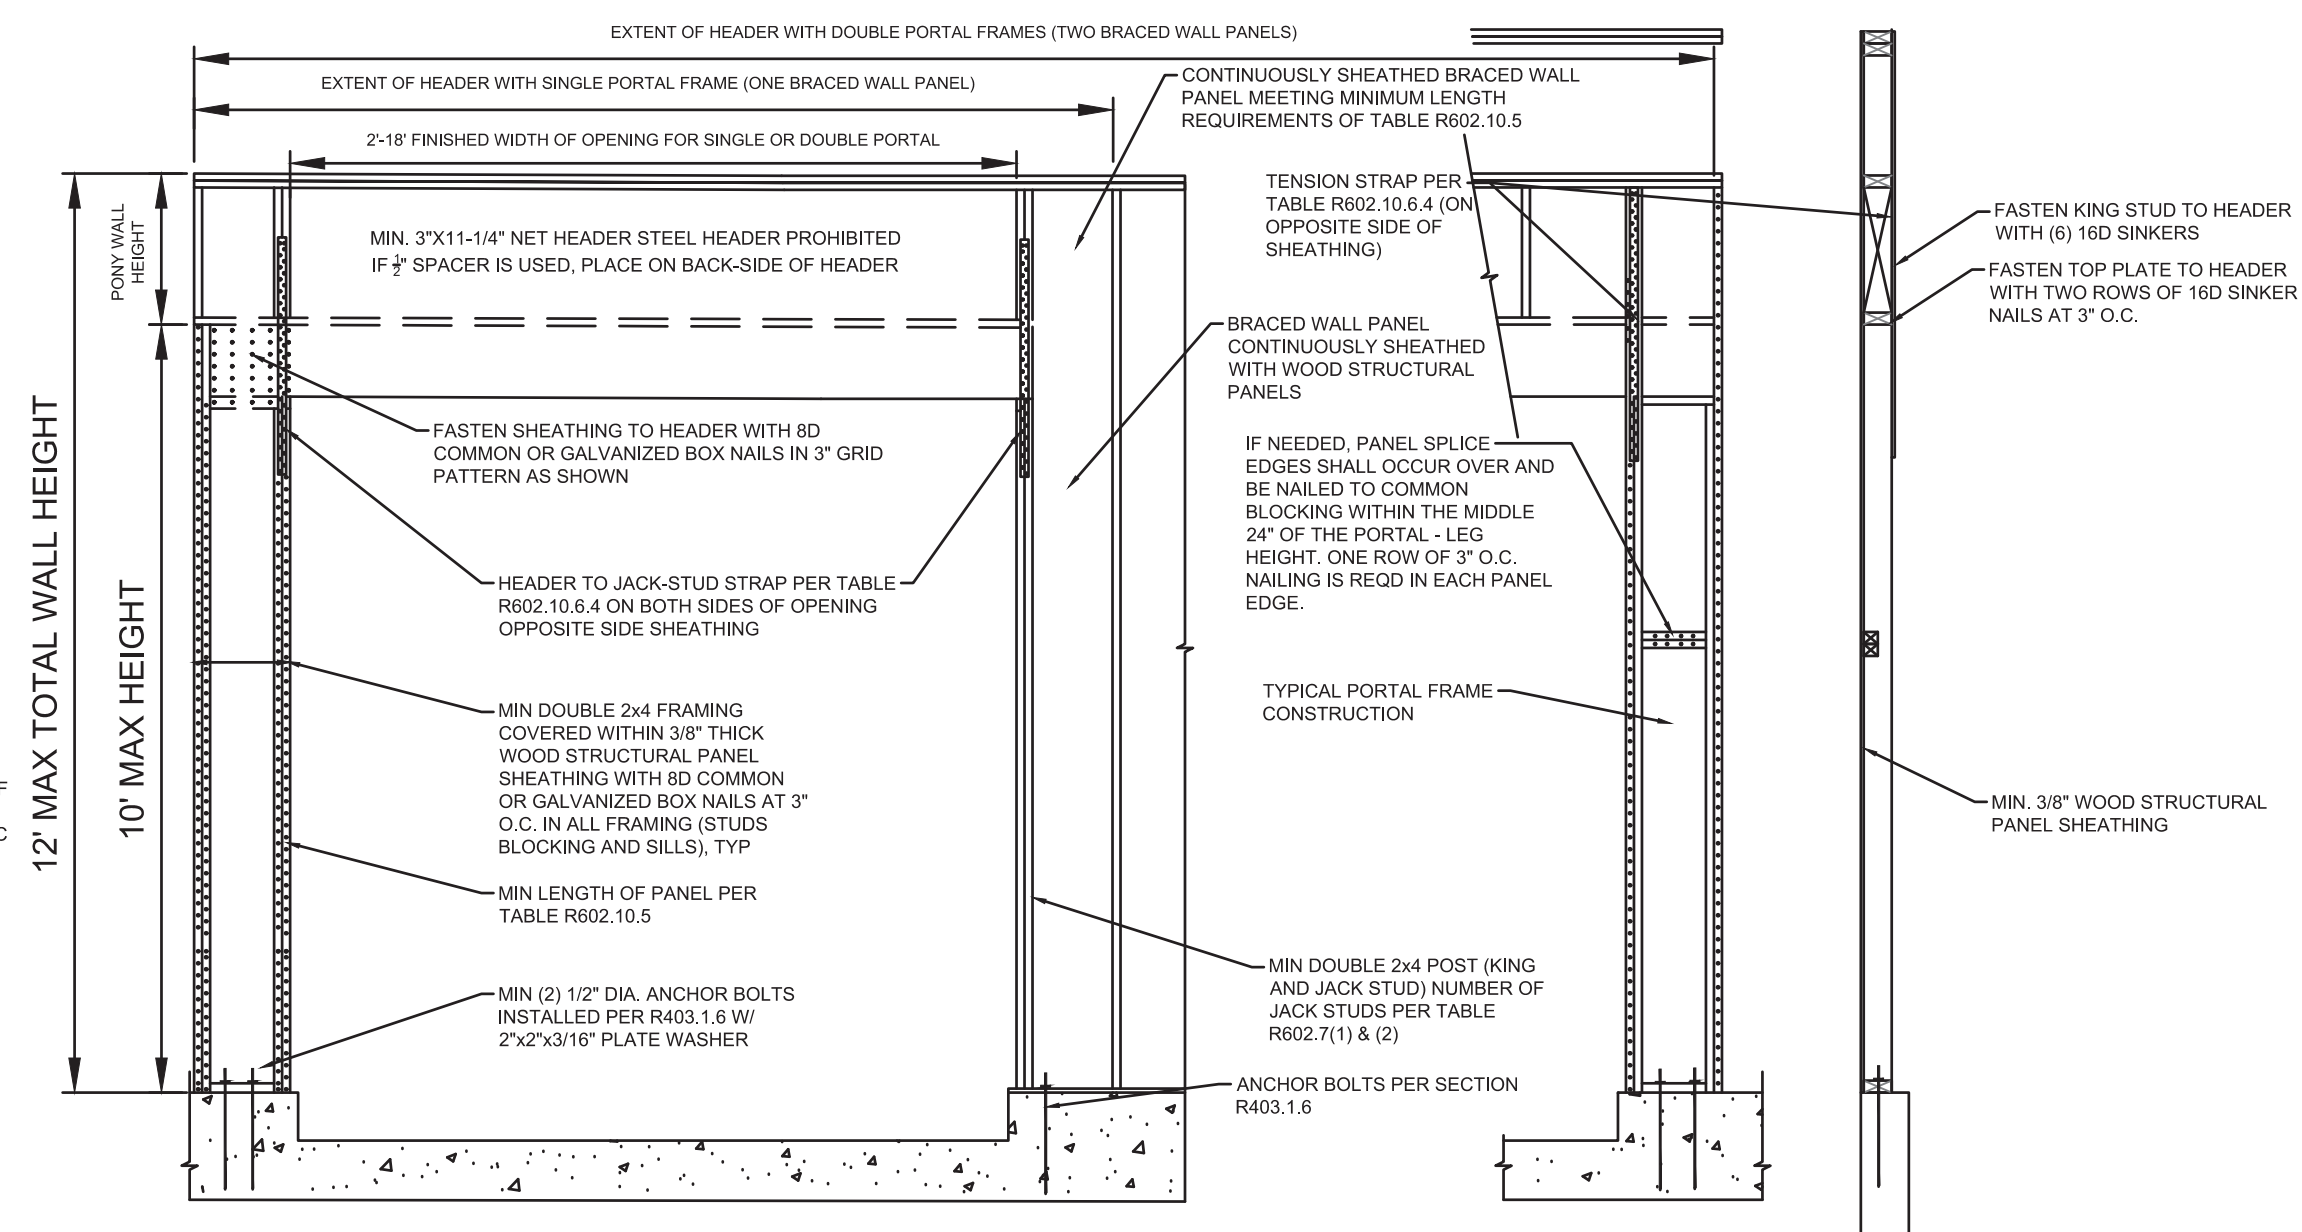 EXTENT OF HEADER WITH DOUBLE PORTAL FRAMES (TWO BRACED WALL PANELS)
EXTENT OF HEADER WITH SINGLE PORTAL FRAME (ONE BRACED WALL PANEL)
2'-18' FINISHED WIDTH OF OPENING FOR SINGLE OR DOUBLE PORTAL
CONTINUOUSLY SHEATHED BRACED WALL
PANEL MEETING MINIMUM LENGTH
REQUIREMENTS OF TABLE R602.10.5
TENSION STRAP PER
TABLE R602.10.6.4 (ON
OPPOSITE SIDE OF
SHEATHING)
FASTEN KING STUD TO HEADER
WITH (6) 16D SINKERS
FASTEN TOP PLATE TO HEADER
WITH TWO ROWS OF 16D SINKER
NAILS AT 3" O.C.
PONY WALL
HEIGHT
MIN. 3"X11-1/4" NET HEADER STEEL HEADER PROHIBITED
IF 1/2" SPACER IS USED, PLACE ON BACK-SIDE OF HEADER
BRACED WALL PANEL
CONTINUOUSLY SHEATHED
WITH WOOD STRUCTURAL
PANELS
FASTEN SHEATHING TO HEADER WITH 8D
COMMON OR GALVANIZED BOX NAILS IN 3" GRID
PATTERN AS SHOWN
IF NEEDED, PANEL SPLICE
EDGES SHALL OCCUR OVER AND
BE NAILED TO COMMON
BLOCKING WITHIN THE MIDDLE
24" OF THE PORTAL - LEG
HEIGHT. ONE ROW OF 3" O.C.
NAILING IS REQD IN EACH PANEL
EDGE.
12' MAX TOTAL WALL HEIGHT
10' MAX HEIGHT
HEADER TO JACK-STUD STRAP PER TABLE
R602.10.6.4 ON BOTH SIDES OF OPENING
OPPOSITE SIDE SHEATHING
MIN DOUBLE 2x4 FRAMING
COVERED WITHIN 3/8" THICK
WOOD STRUCTURAL PANEL
SHEATHING WITH 8D COMMON
OR GALVANIZED BOX NAILS AT 3"
O.C. IN ALL FRAMING (STUDS
BLOCKING AND SILLS), TYP
TYPICAL PORTAL FRAME
CONSTRUCTION
MIN. 3/8" WOOD STRUCTURAL
PANEL SHEATHING
MIN LENGTH OF PANEL PER
TABLE R602.10.5
MIN DOUBLE 2x4 POST (KING
AND JACK STUD) NUMBER OF
JACK STUDS PER TABLE
R602.7(1) & (2)
MIN (2) 1/2" DIA. ANCHOR BOLTS
INSTALLED PER R403.1.6 W/
2"x2"x3/16" PLATE WASHER
ANCHOR BOLTS PER SECTION
R403.1.6